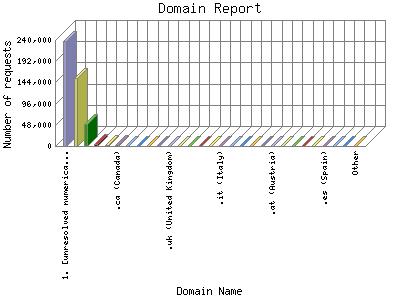 Domain Report
Number of requests
240,000
192,000
144,000
96,000
48,000
0
1. [unresolved numerica...
.ca (Canada)
.uk (United Kingdom)
.it (Italy)
.at (Austria)
.es (Spain)
Other
Domain Name